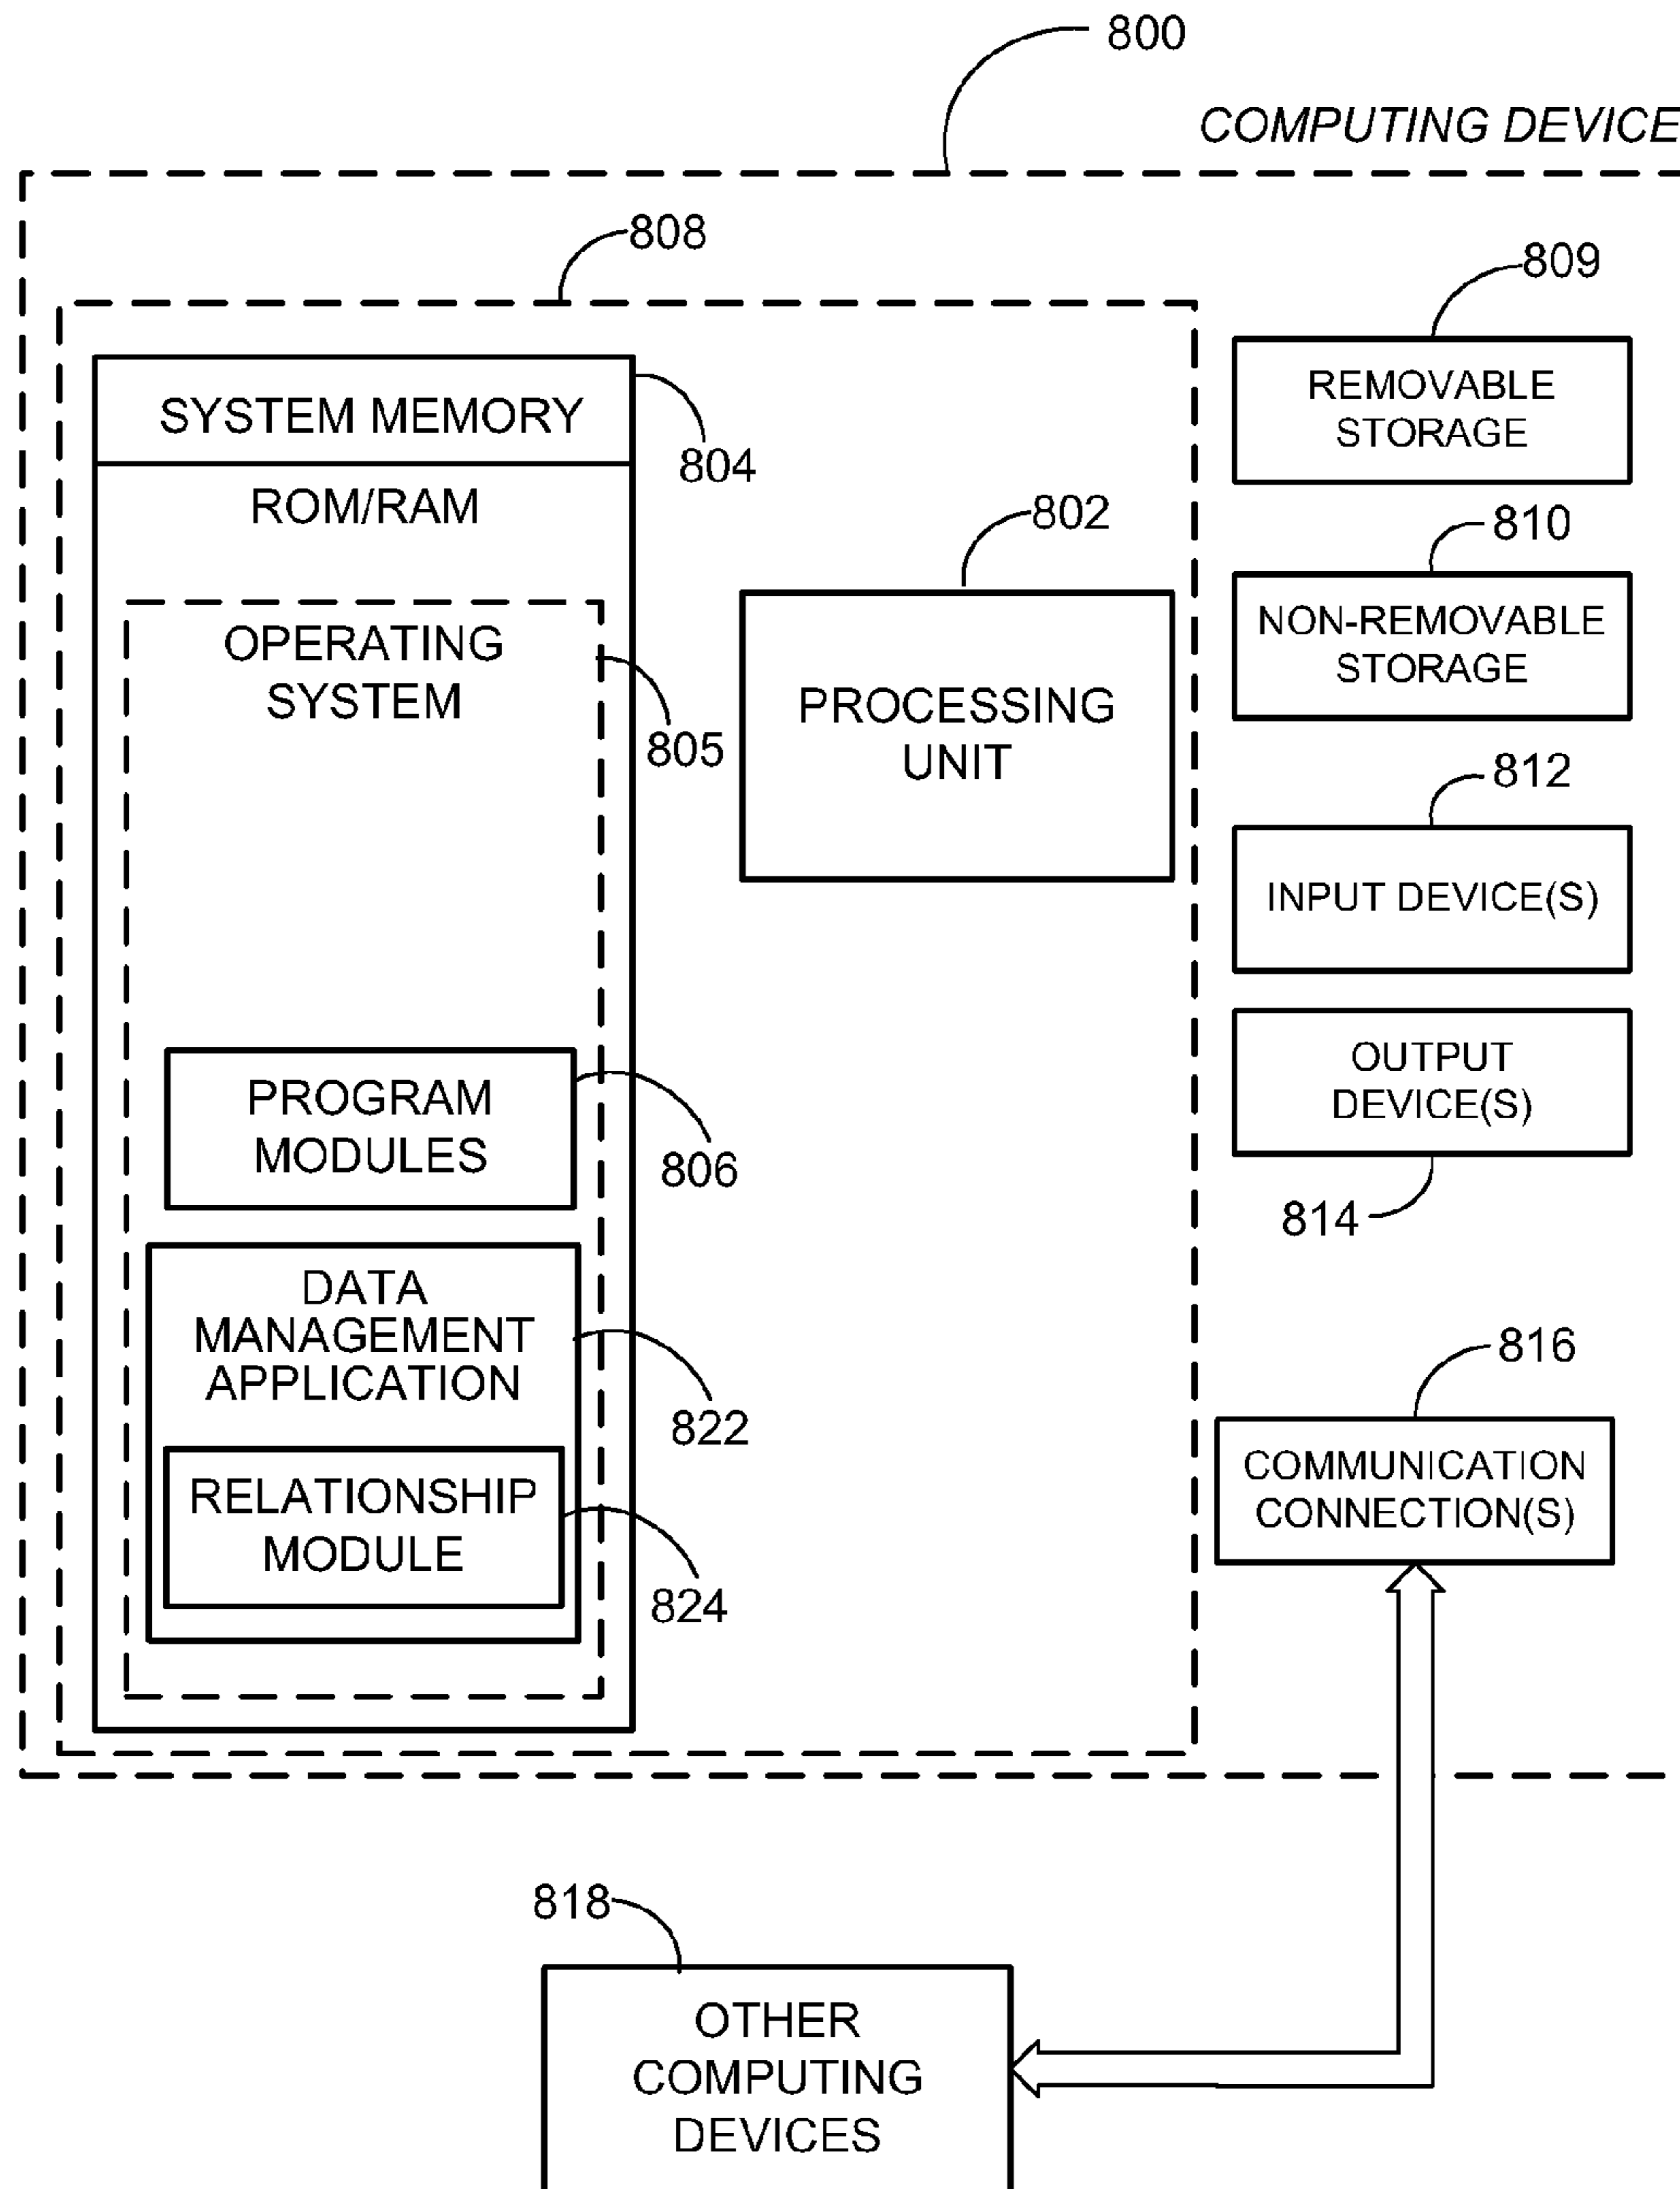 800
COMPUTING DEVICE
808
809
SYSTEM MEMORY
804
ROM/RAM
REMOVABLE
STORAGE
802
810
OPERATING
SYSTEM
805
PROCESSING
UNIT
NON-REMOVABLE
STORAGE
812
INPUT DEVICE(S)
PROGRAM
MODULES
806
OUTPUT
DEVICE(S)
814
DATA
MANAGEMENT
APPLICATION
822
816
COMMUNICATION
CONNECTION(S)
RELATIONSHIP
MODULE
824
818
OTHER
COMPUTING
DEVICES